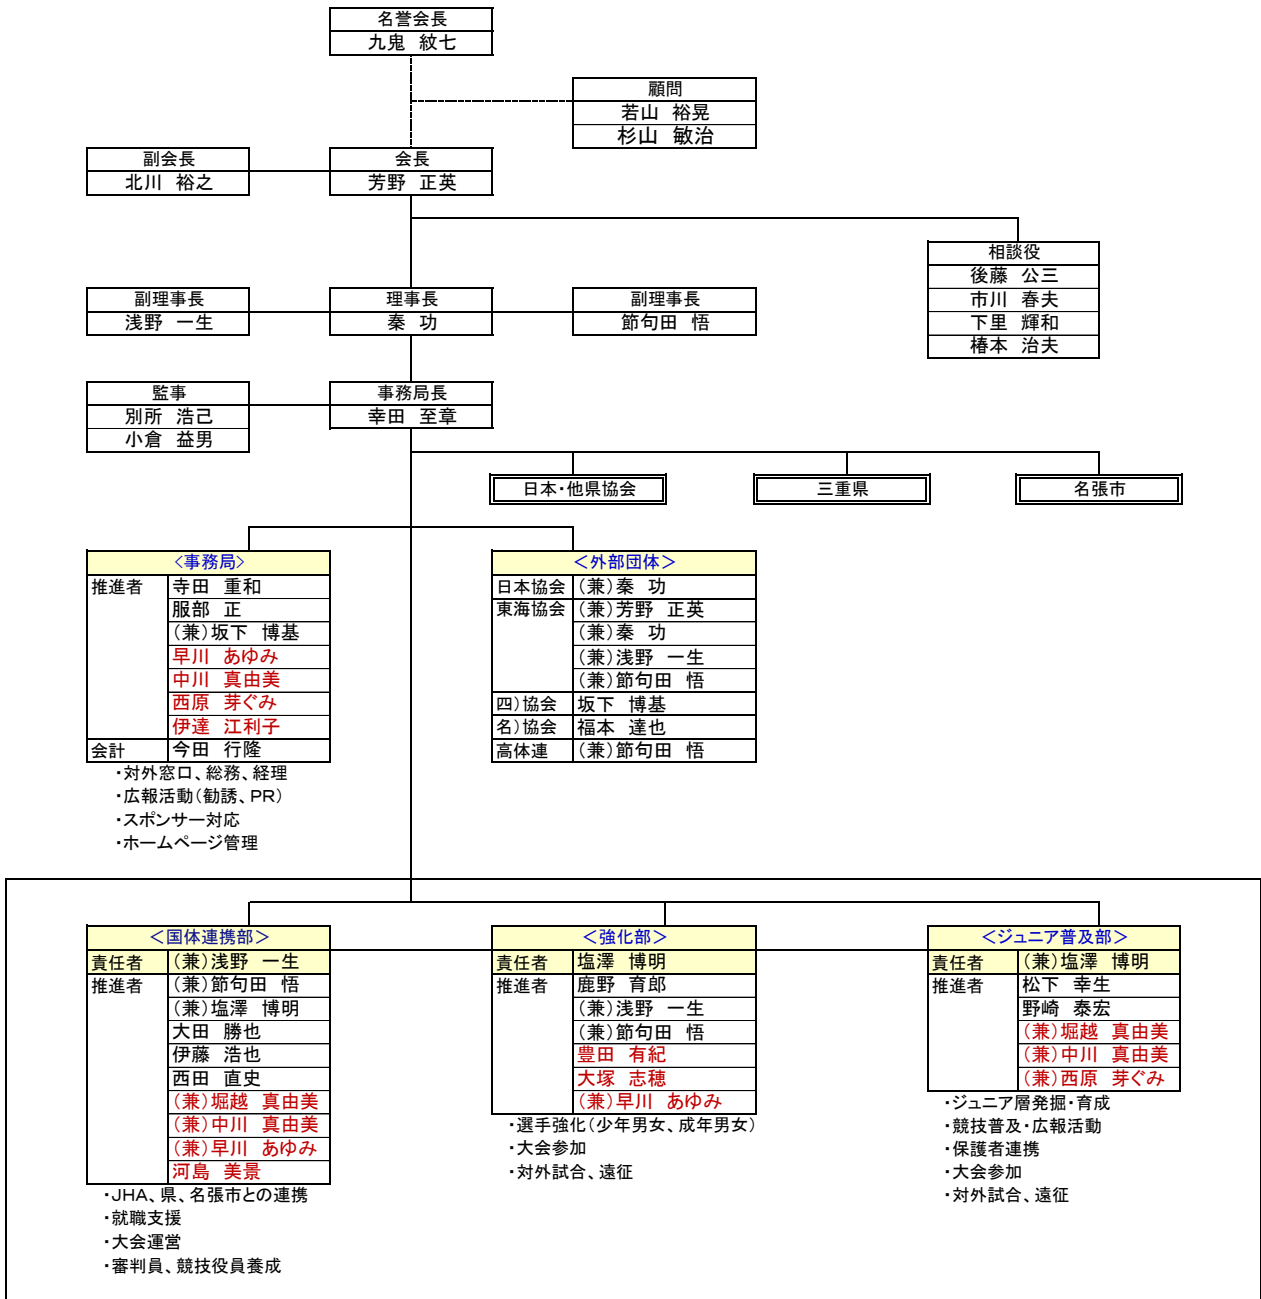 名誉会長
九鬼 紋七
顧問
若山 裕晃
杉山 敏治
副会長
北川 裕之
会長
芳野 正英
相談役
後藤 公三
市川 春夫
下里 輝和
椿本 治夫
副理事長
浅野 一生
理事長
秦 功
副理事長
節句田 悟
監事
別所 浩己
小倉 益男
事務局長
幸田 至章
日本・他県協会
三重県
名張市
<事務局>
推進者 寺田 重和
服部 正
(兼)坂下 博基
早川 あゆみ
中川 真由美
西原 芽ぐみ
伊達 江利子
会計 今田 行隆
・対外窓口、総務、経理
・広報活動(勧誘、PR)
・スポンサー対応
・ホームページ管理
<外部団体>
日本協会 (兼)秦 功
東海協会 (兼)芳野 正英
(兼)秦 功
(兼)浅野 一生
(兼)節句田 悟
四)協会 坂下 博基
名)協会 福本 達也
高体連 (兼)節句田 悟
<国体連携部>
責任者 (兼)浅野 一生
推進者 (兼)節句田 悟
(兼)塩澤 博明
大田 勝也
伊藤 浩也
西田 直史
(兼)堀越 真由美
(兼)中川 真由美
(兼)早川 あゆみ
河島 美景
・JHA、県、名張市との連携
・就職支援
・大会運営
・審判員、競技役員養成
<強化部>
責任者 塩澤 博明
推進者 鹿野 育郎
(兼)浅野 一生
(兼)節句田 悟
豊田 有紀
大塚 志穂
(兼)早川 あゆみ
・選手強化(少年男女、成年男女)
・大会参加
・対外試合、遠征
<ジュニア普及部>
責任者 (兼)塩澤 博明
推進者 松下 幸生
野崎 泰宏
(兼)堀越 真由美
(兼)中川 真由美
(兼)西原 芽ぐみ
・ジュニア層発掘・育成
・競技普及・広報活動
・保護者連携
・大会参加
・対外試合、遠征